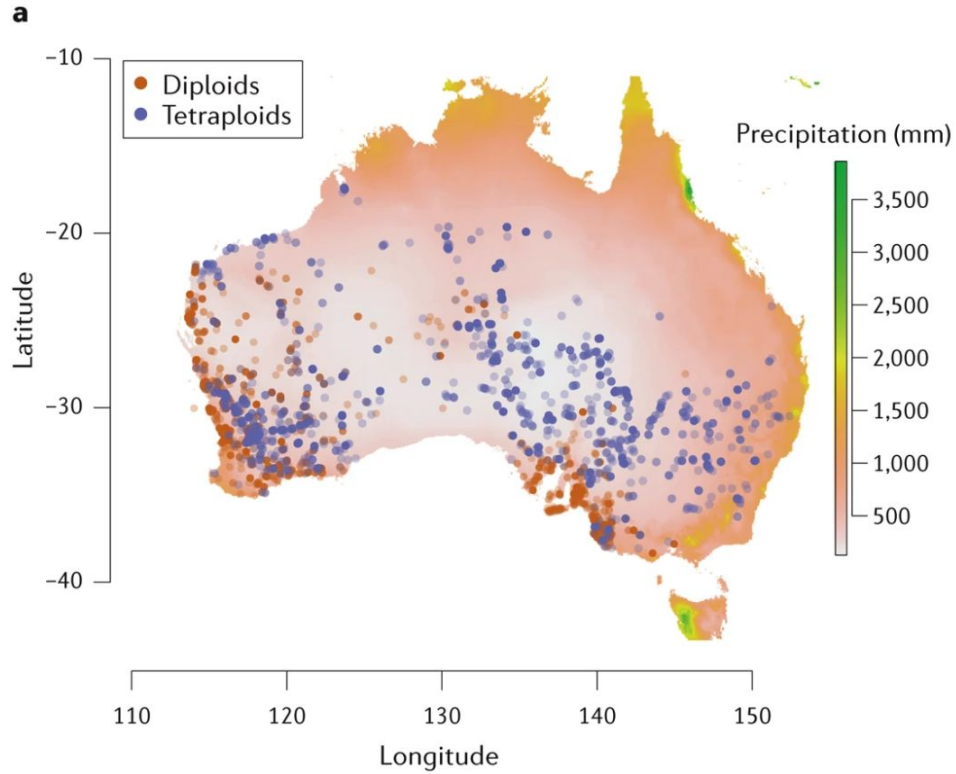 a
−10
−20
−30
−40
Latitude
Diploids
Tetraploids
Precipitation (mm)
3,500
3,000
2,500
2,000
1,500
1,000
500
110 120 130 140 150
Longitude